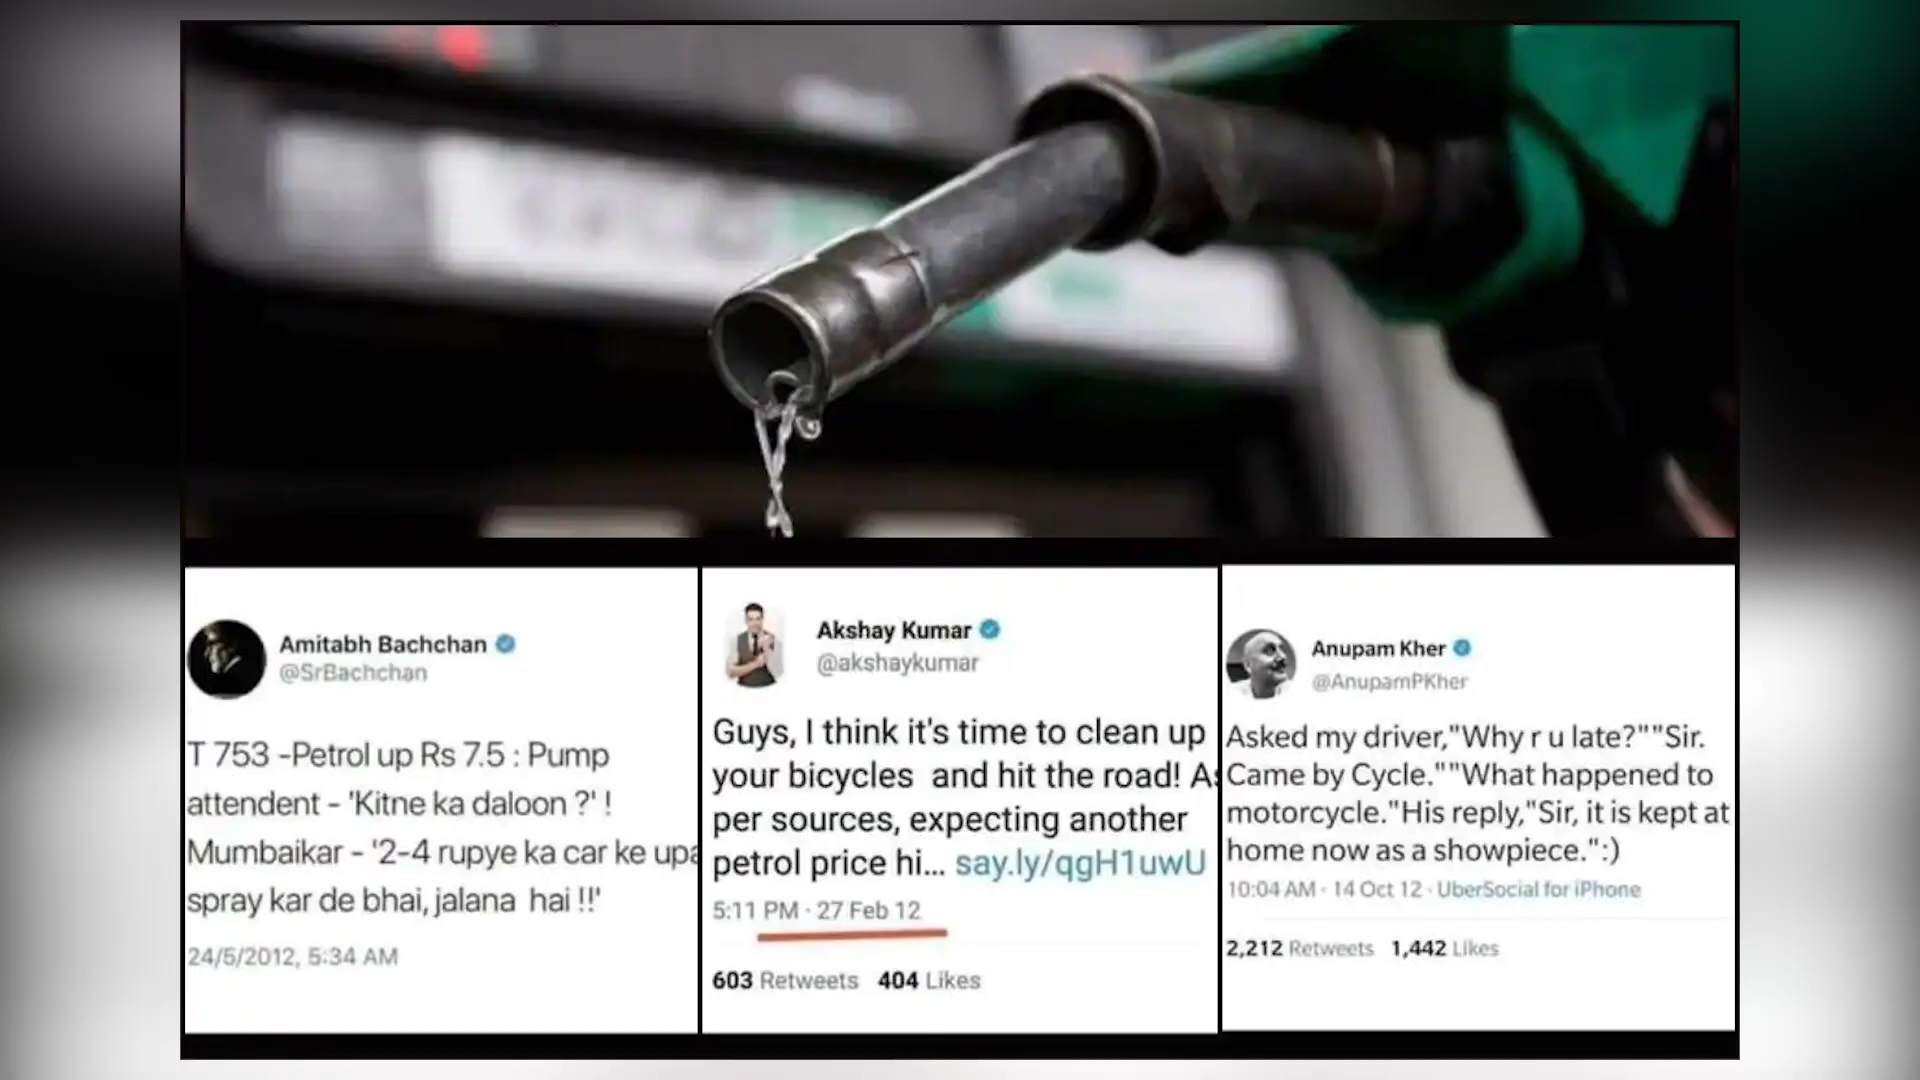 Amitabh Bachchan
@SrBachchan
T 753 -Petrol up Rs 7.5 : Pump
attendent - 'Kitne ka daloon ?' !
Mumbaikar - '2-4 rupye ka car ke upa
spray kar de bhai, jalana hai !!'
24/5/2012, 5:34 AM
Akshay Kumar
@akshaykumar
Guys, I think it's time to clean up
your bicycles and hit the road! As
per sources, expecting another
petrol price hi... say.ly/qgH1uwU
5:11 PM · 27 Feb 12
603 Retweets 404 Likes
Anupam Kher
@AnupamPKher
Asked my driver,"Why r u late?""Sir.
Came by Cycle.""What happened to
motorcycle."His reply,"Sir, it is kept at
home now as a showpiece.":)
10:04 AM · 14 Oct 12 · UberSocial for iPhone
2,212 Retweets 1,442 Likes